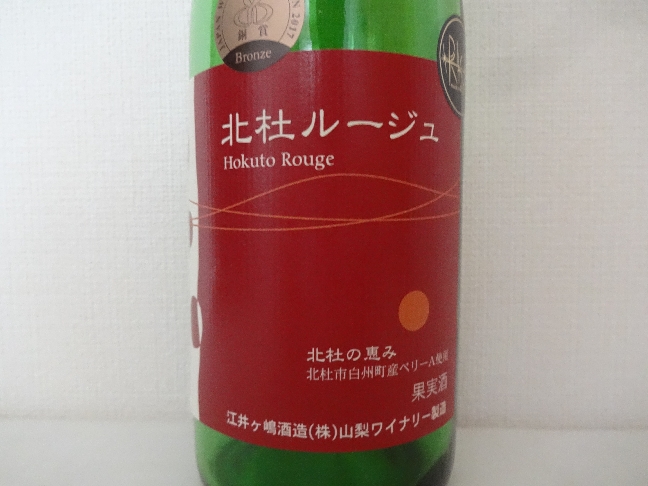 銅賞
Bronze
北杜ルージュ
Hokuto Rouge
北杜の恵み
北杜市白州町産ベリーA使用
果実酒
江井ヶ嶋酒造(株)山梨ワイナリー製造